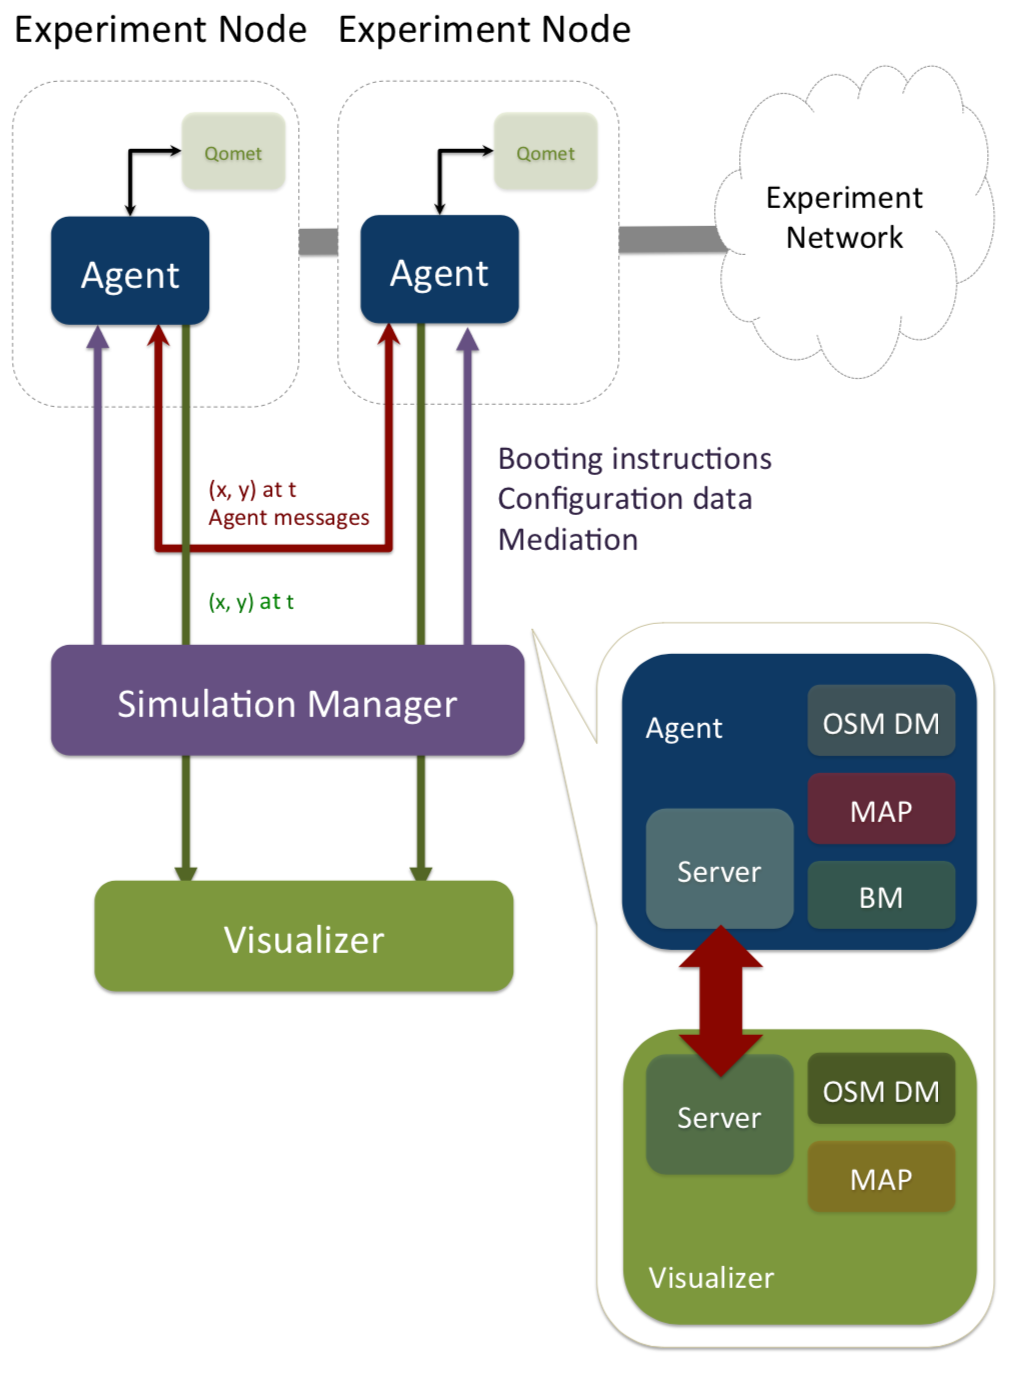 Experiment Node
Experiment Node
Qomet
Qomet
Agent
Agent
Experiment
Network
(x, y) at t
Agent messages
Booting instructions
Configuration data
Mediation
(x, y) at t
Simulation Manager
Visualizer
Agent
OSM DM
MAP
Server
BM
Server
OSM DM
MAP
Visualizer